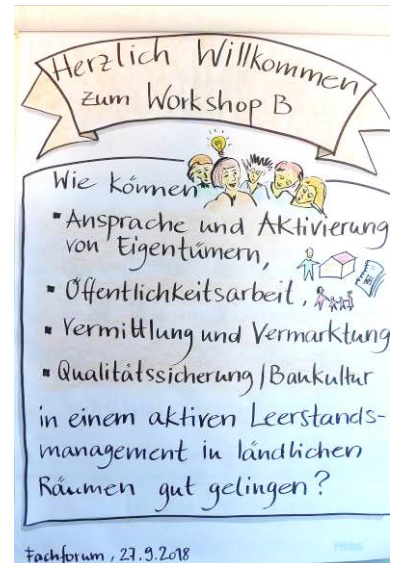 Herzlich Willkommen
zum Workshop B
Wie können
▪ Ansprache und Aktivierung
von Eigentümern,
▪ Öffentlichkeitsarbeit,
▪ Vermittlung und Vermarktung
▪ Qualitätssicherung/Baukultur
in einem aktiven Leerstands-
management in ländlichen
Räumen gut gelingen?
Fachforum, 27.9.2018